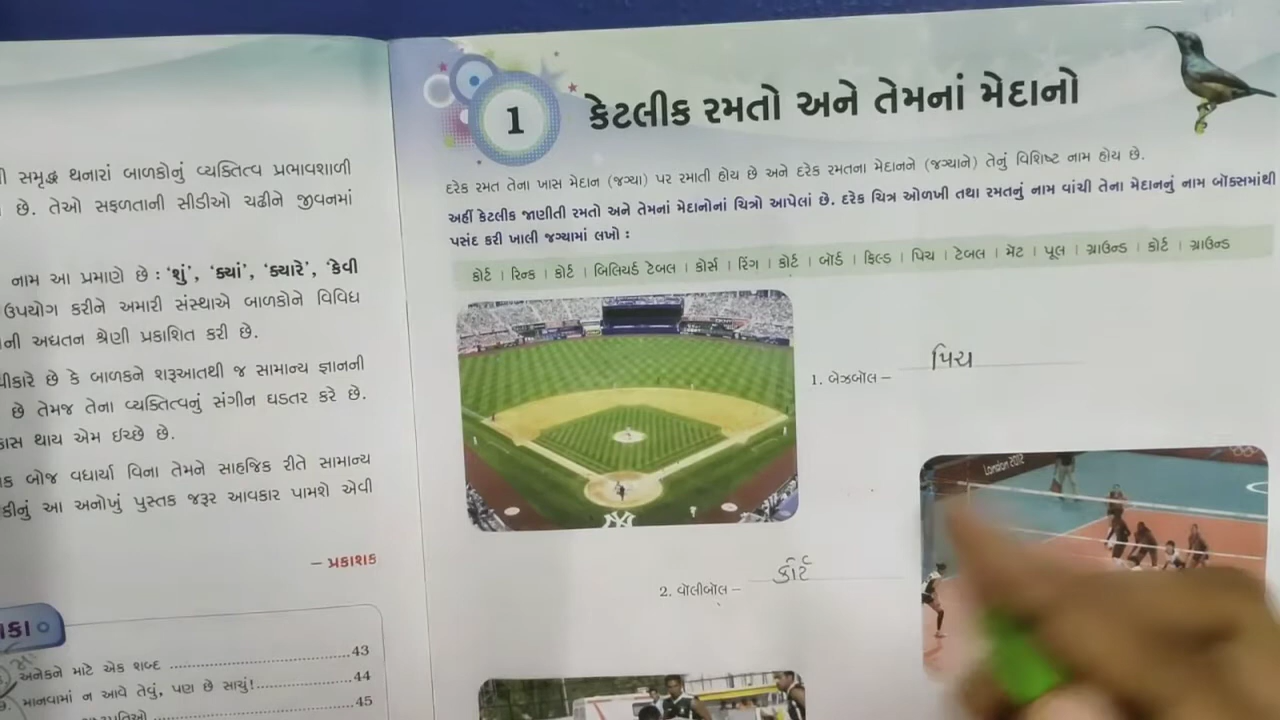 સમૃદ્ધ થનારાં બાળકોનું વ્યક્તિત્વ પ્રભાવશાળી
છે. તેઓ સફળતાની સીડીઓ ચઢીને જીવનમાં
નામ આ પ્રમાણે છે : ‘શું’, ‘ક્યાં’, ‘ક્યારે’, ‘કેવી
ઉપયોગ કરીને અમારી સંસ્થાએ બાળકોને વિવિધ
ની અદ્યતન શ્રેણી પ્રકાશિત કરી છે.
છે કે બાળકને શરૂઆતથી જ સામાન્ય જ્ઞાનની
છે તેમજ તેના વ્યક્તિત્વનું સંગીન ઘડતર કરે છે.
થાય એમ ઇચ્છે છે.
બોજ વધાર્યા વિના તેમને સાહજિક રીતે સામાન્ય
આ અનોખું પુસ્તક જરૂર આવકાર પામશે એવી
– પ્રકાશક
અનેકને માટે એક શબ્દ ..... 43
માનવામાં ન આવે તેવું, પણ છે સાચું! ..... 44
..... 45
1 કેટલીક રમતો અને તેમનાં મેદાનો
દરેક રમત તેના ખાસ મેદાન (જગ્યા) પર રમાતી હોય છે અને દરેક રમતના મેદાનને (જગ્યાને) તેનું વિશિષ્ટ નામ હોય છે.
અહીં કેટલીક જાણીતી રમતો અને તેમનાં મેદાનોનાં ચિત્રો આપેલાં છે. દરેક ચિત્ર ઓળખી તથા રમતનું નામ વાંચી તેના મેદાનનું નામ બૉક્સમાંથી
પસંદ કરી ખાલી જગ્યામાં લખો :
કોર્ટ | રિન્ક | કોર્ટ | બિલિયર્ડ ટેબલ | કોર્સ | રિંગ | કોર્ટ | બૉર્ડ | ફિલ્ડ | પિચ | ટેબલ | મૅટ | પૂલ | ગ્રાઉન્ડ | કોર્ટ | ગ્રાઉન્ડ
1. બેઝબૉલ – પિચ
London 2012
2. વૉલીબૉલ – કોર્ટ